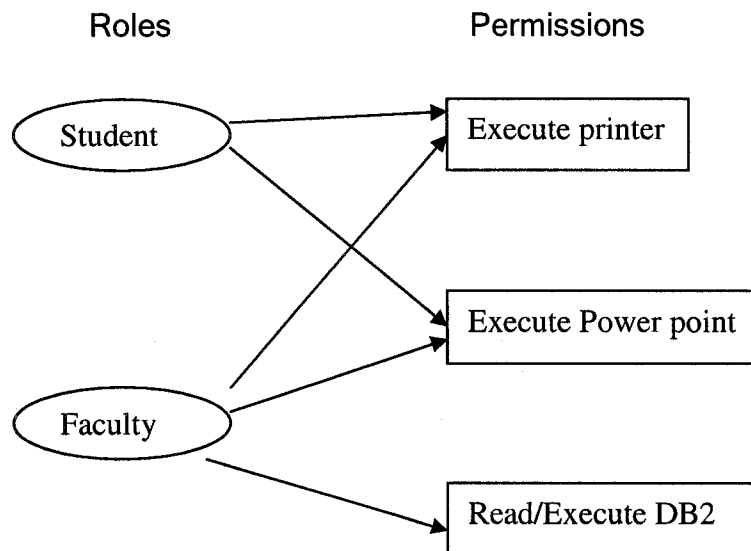 Roles Permissions
Student
Execute printer
Execute Power point
Faculty
Read/Execute DB2